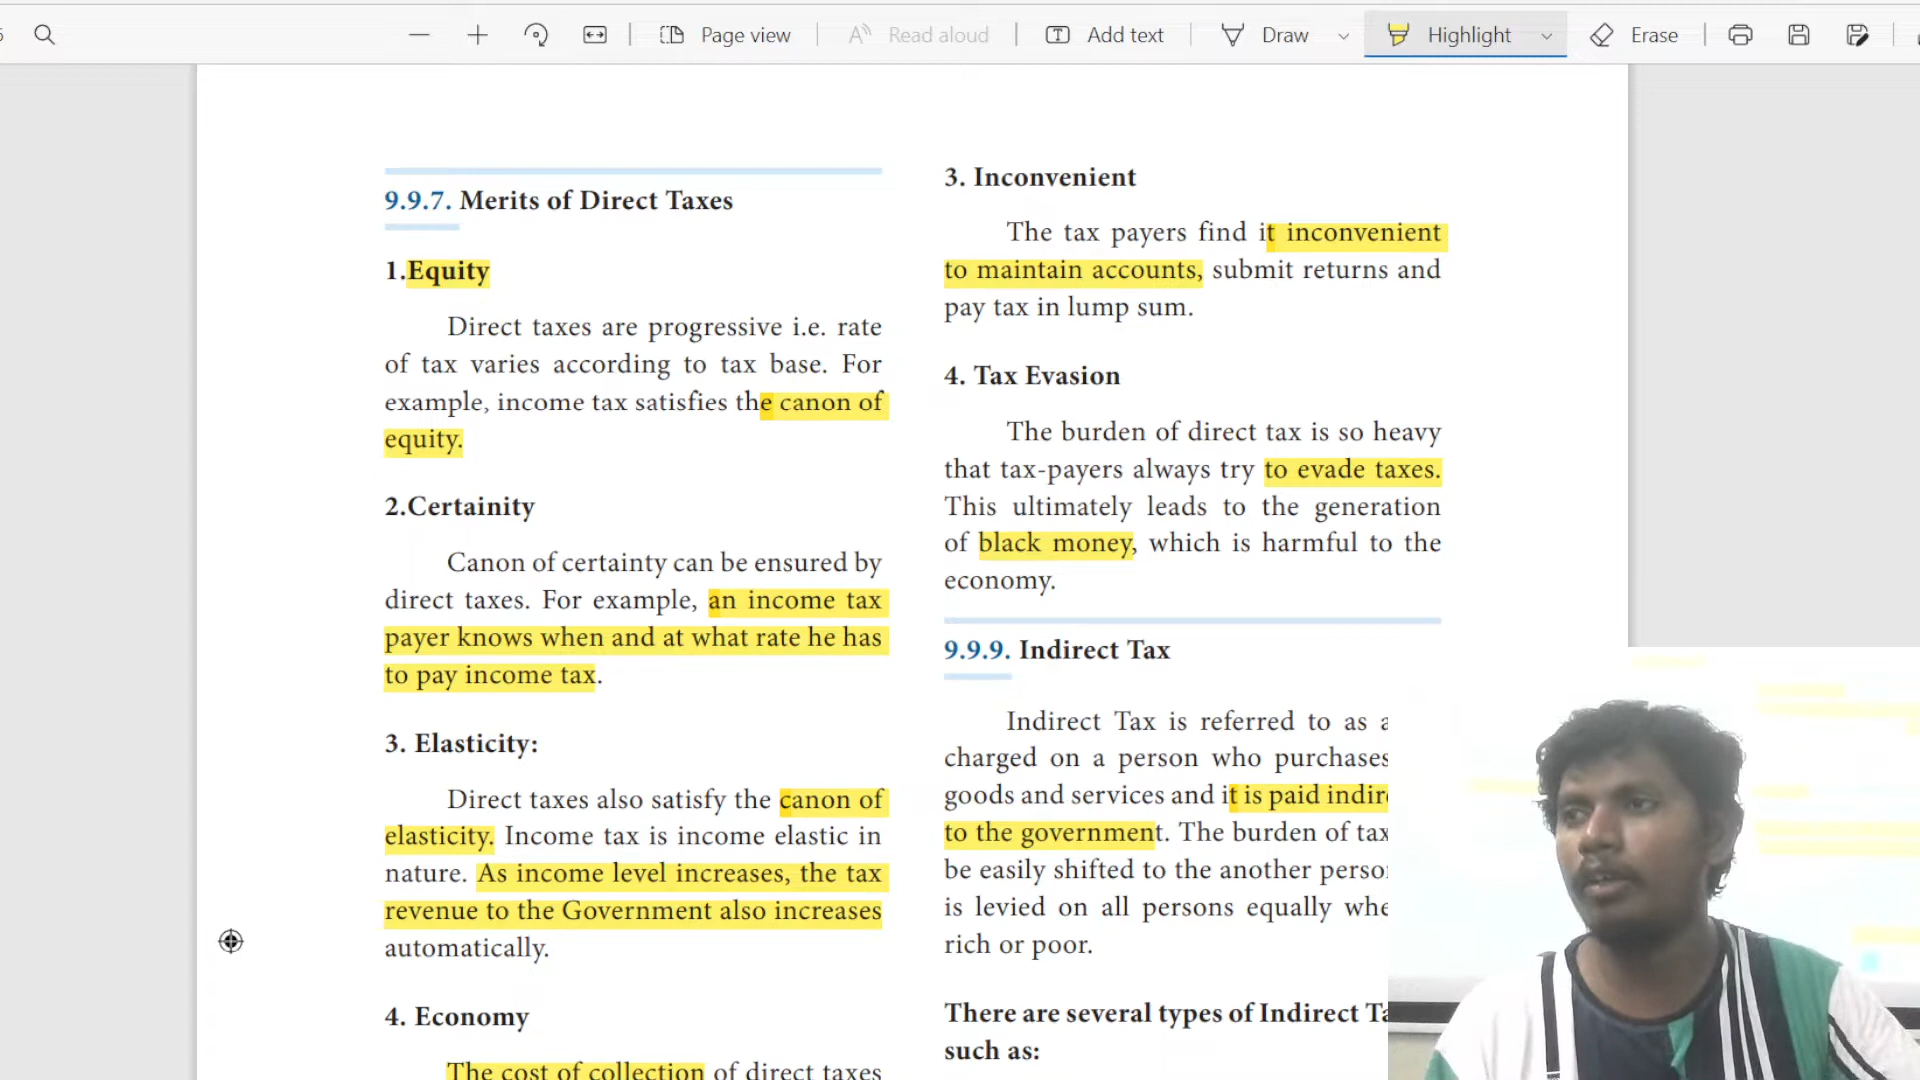 Page view
Read aloud
Add text
Draw
Highlight
Erase
9.9.7. Merits of Direct Taxes
1.Equity
Direct taxes are progressive i.e. rate
of tax varies according to tax base. For
example, income tax satisfies the canon of
equity.
2.Certainity
Canon of certainty can be ensured by
direct taxes. For example, an income tax
payer knows when and at what rate he has
to pay income tax.
3. Elasticity:
Direct taxes also satisfy the canon of
elasticity. Income tax is income elastic in
nature. As income level increases, the tax
revenue to the Government also increases
automatically.
4. Economy
The cost of collection of direct taxes
3. Inconvenient
The tax payers find it inconvenient
to maintain accounts, submit returns and
pay tax in lump sum.
4. Tax Evasion
The burden of direct tax is so heavy
that tax-payers always try to evade taxes.
This ultimately leads to the generation
of black money, which is harmful to the
economy.
9.9.9. Indirect Tax
Indirect Tax is referred to as a
charged on a person who purchases
goods and services and it is paid
to the government. The burden of tax
be easily shifted to the another
is levied on all persons equally
rich or poor.
There are several types of Indirect
such as: